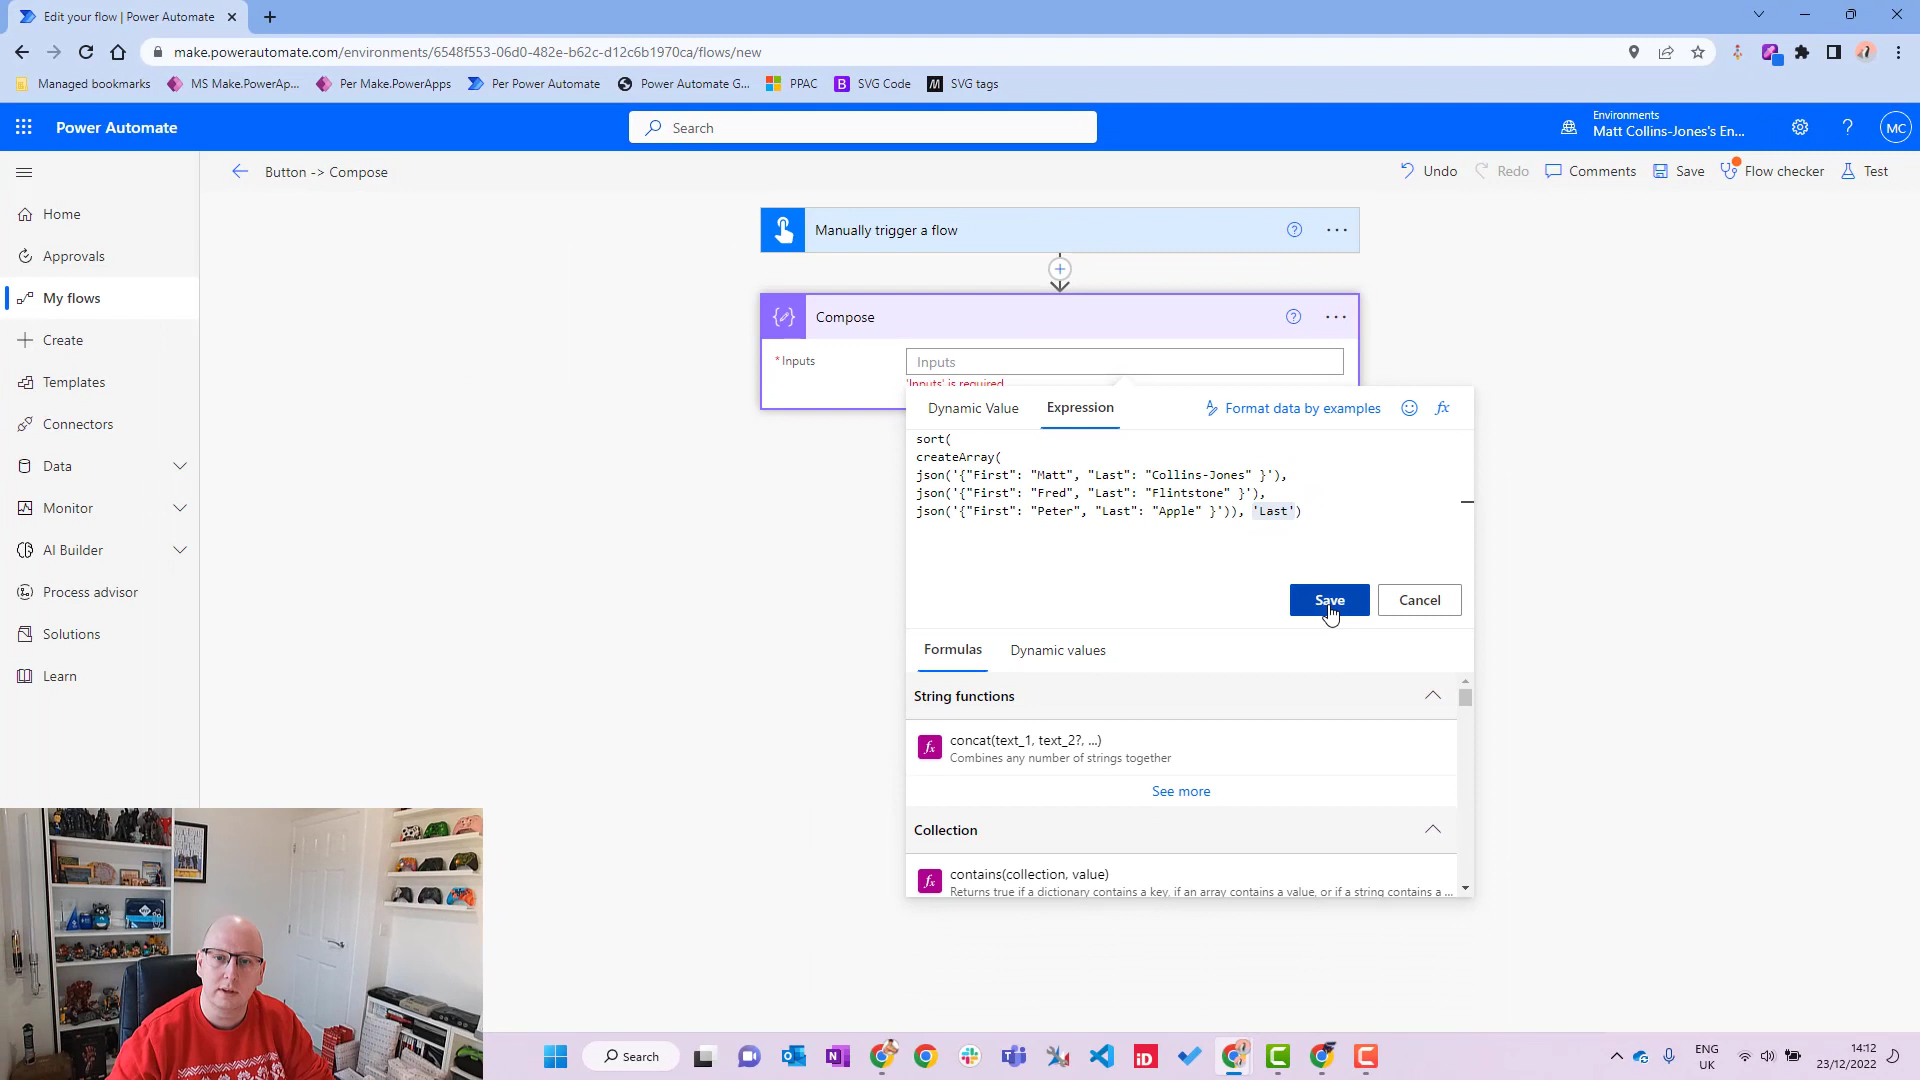 Edit your flow | Power Automate
make.powerautomate.com/environments/6548f553-06d0-482e-b62c-d12c6b1970ca/flows/new
Managed bookmarks
MS Make.PowerAp...
Per Make.PowerApps
Per Power Automate
Power Automate G...
PPAC
SVG Code
SVG tags
Power Automate
Search
Environments
Matt Collins-Jones's En...
MC
Button -> Compose
Undo
Redo
Comments
Save
Flow checker
Test
Home
Approvals
My flows
Create
Templates
Connectors
Data
Monitor
AI Builder
Process advisor
Solutions
Learn
Manually trigger a flow
Compose
* Inputs
Inputs
'Inputs' is required
Dynamic Value
Expression
Format data by examples
fx
sort(
createArray(
json('{"First": "Matt", "Last": "Collins-Jones" }'),
json('{"First": "Fred", "Last": "Flintstone" }'),
json('{"First": "Peter", "Last": "Apple" }')), 'Last')
Save
Cancel
Formulas
Dynamic values
String functions
fx
concat(text_1, text_2?, ...)
Combines any number of strings together
See more
Collection
fx
contains(collection, value)
Returns true if a dictionary contains a key, if an array contains a value, or if a string contains a ...
Search
iD
ENG
UK
14:12
23/12/2022